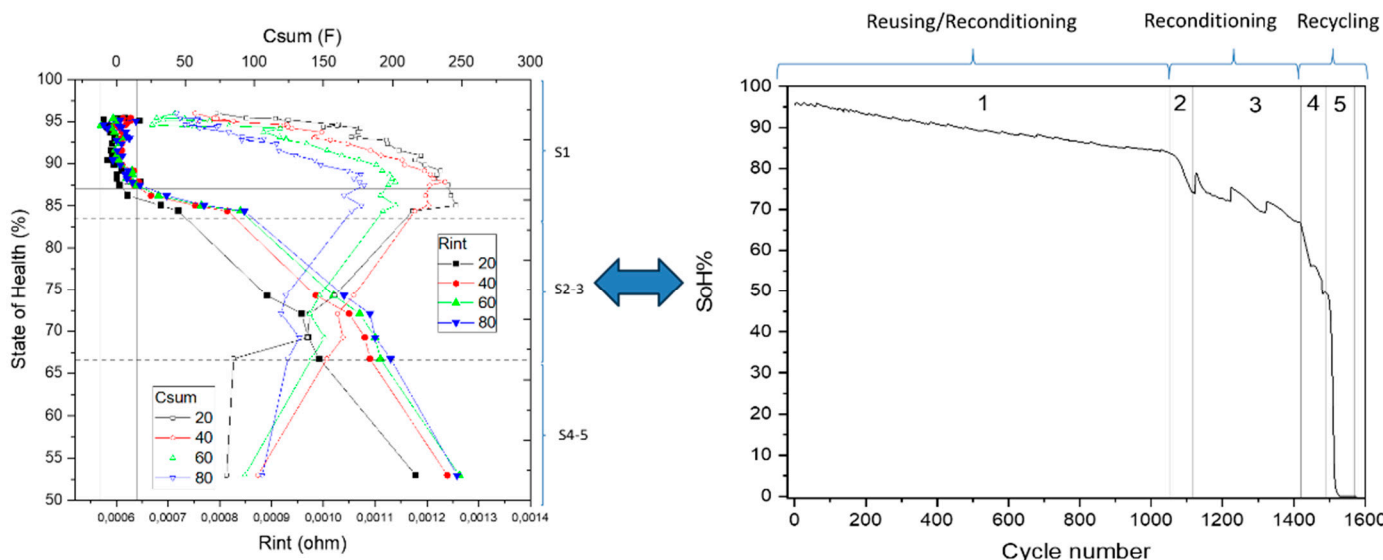 Csum (F)
0 50 100 150 200 250 300
100
95
90
85
80
75
70
65
60
55
50
State of Health (%)
Rint
20
40
60
80
Csum
20
40
60
80
S1
S2-3
S4-5
0,0006 0,0007 0,0008 0,0009 0,0010 0,0011 0,0012 0,0013 0,0014
Rint (ohm)
Reusing/Reconditioning Reconditioning Recycling
1 2 3 4 5
100
90
80
70
60
50
40
30
20
10
0
SoH%
0 200 400 600 800 1000 1200 1400 1600
Cycle number